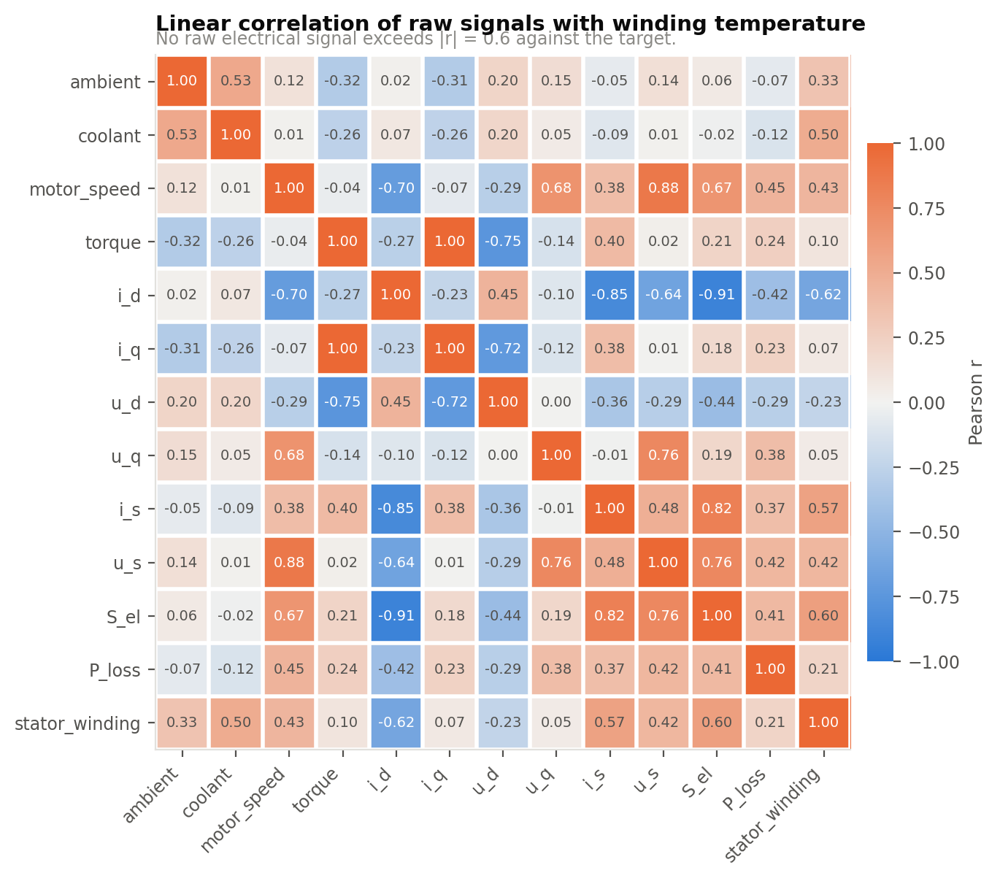 Linear correlation of raw signals with winding temperature
No raw electrical signal exceeds |r| = 0.6 against the target.
ambient 1.00 0.53 0.12 -0.32 0.02 -0.31 0.20 0.15 -0.05 0.14 0.06 -0.07 0.33
coolant 0.53 1.00 0.01 -0.26 0.07 -0.26 0.20 0.05 -0.09 0.01 -0.02 -0.12 0.50
motor_speed 0.12 0.01 1.00 -0.04 -0.70 -0.07 -0.29 0.68 0.38 0.88 0.67 0.45 0.43
torque -0.32 -0.26 -0.04 1.00 -0.27 1.00 -0.75 -0.14 0.40 0.02 0.21 0.24 0.10
i_d 0.02 0.07 -0.70 -0.27 1.00 -0.23 0.45 -0.10 -0.85 -0.64 -0.91 -0.42 -0.62
i_q -0.31 -0.26 -0.07 1.00 -0.23 1.00 -0.72 -0.12 0.38 0.01 0.18 0.23 0.07
u_d 0.20 0.20 -0.29 -0.75 0.45 -0.72 1.00 0.00 -0.36 -0.29 -0.44 -0.29 -0.23
u_q 0.15 0.05 0.68 -0.14 -0.10 -0.12 0.00 1.00 -0.01 0.76 0.19 0.38 0.05
i_s -0.05 -0.09 0.38 0.40 -0.85 0.38 -0.36 -0.01 1.00 0.48 0.82 0.37 0.57
u_s 0.14 0.01 0.88 0.02 -0.64 0.01 -0.29 0.76 0.48 1.00 0.76 0.42 0.42
S_el 0.06 -0.02 0.67 0.21 -0.91 0.18 -0.44 0.19 0.82 0.76 1.00 0.41 0.60
P_loss -0.07 -0.12 0.45 0.24 -0.42 0.23 -0.29 0.38 0.37 0.42 0.41 1.00 0.21
stator_winding 0.33 0.50 0.43 0.10 -0.62 0.07 -0.23 0.05 0.57 0.42 0.60 0.21 1.00
ambient coolant motor_speed torque i_d i_q u_d u_q i_s u_s S_el P_loss stator_winding
1.00
0.75
0.50
0.25
0.00
−0.25
−0.50
−0.75
−1.00
Pearson r